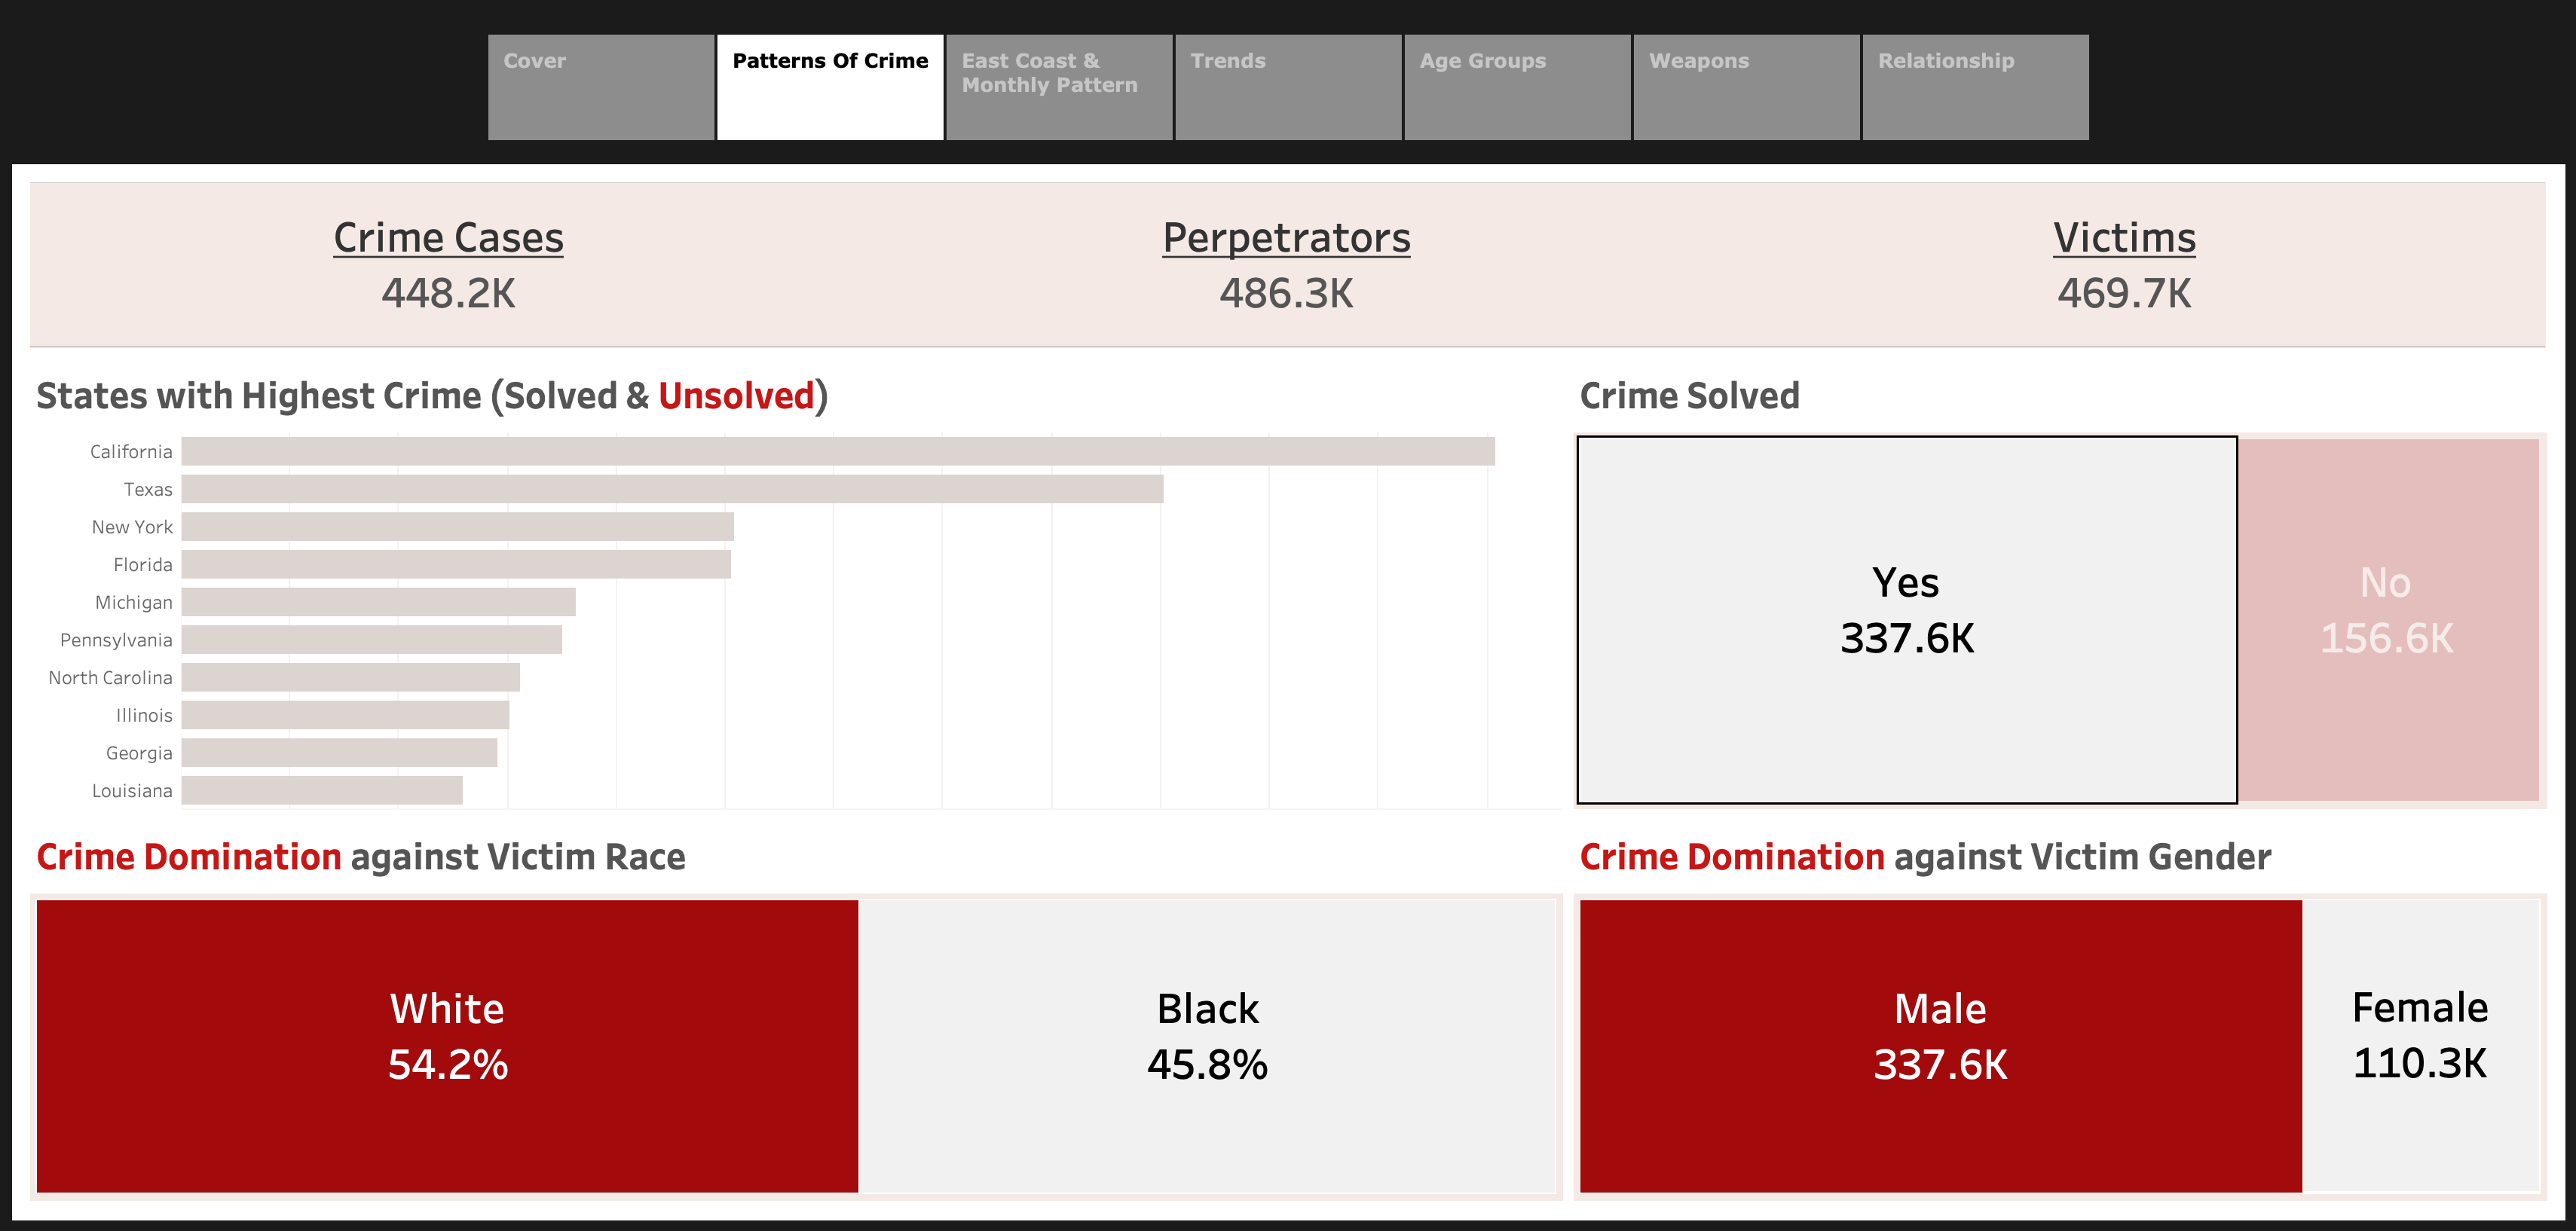 Cover
Patterns Of Crime
East Coast &
Monthly Pattern
Trends
Age Groups
Weapons
Relationship
Crime Cases
448.2K
Perpetrators
486.3K
Victims
469.7K
States with Highest Crime (Solved & Unsolved)
California
Texas
New York
Florida
Michigan
Pennsylvania
North Carolina
Illinois
Georgia
Louisiana
Crime Solved
Yes
337.6K
No
156.6K
Crime Domination against Victim Race
White
54.2%
Black
45.8%
Crime Domination against Victim Gender
Male
337.6K
Female
110.3K